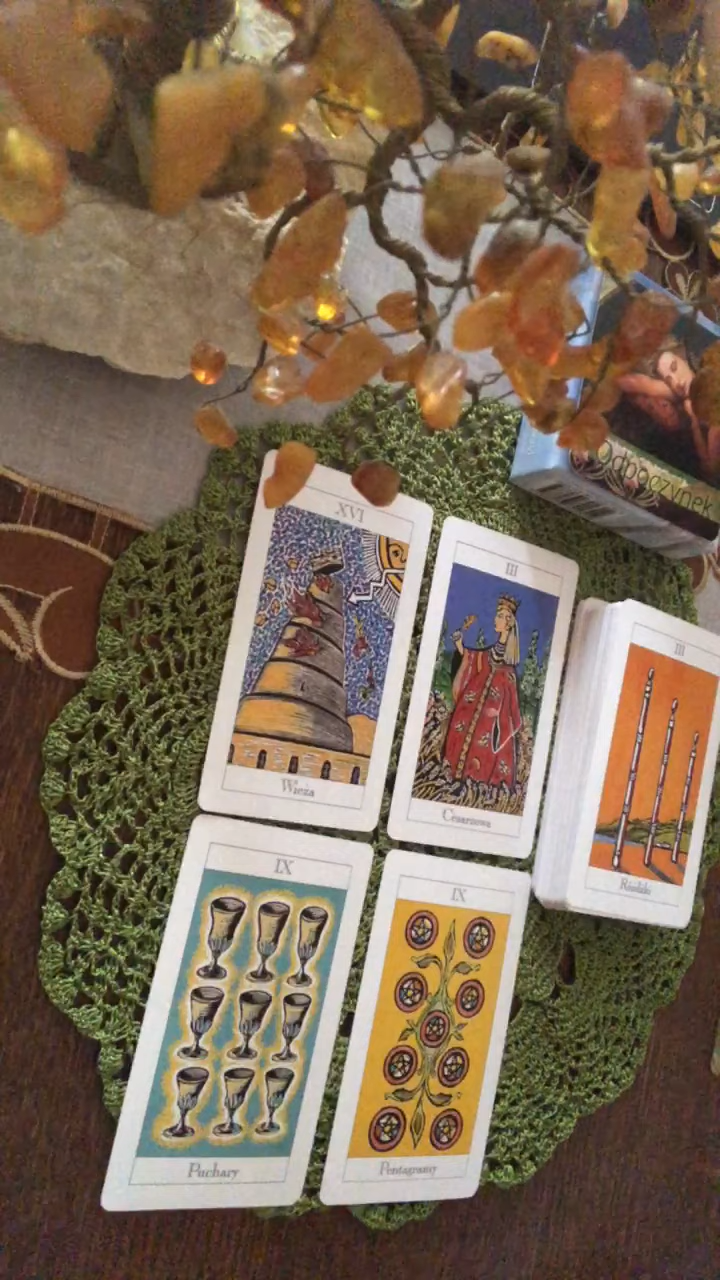 Odpoczynek
XVI
Wieża
III
Cesarzowa
III
Różdżki
IX
Puchary
IX
Pentagramy